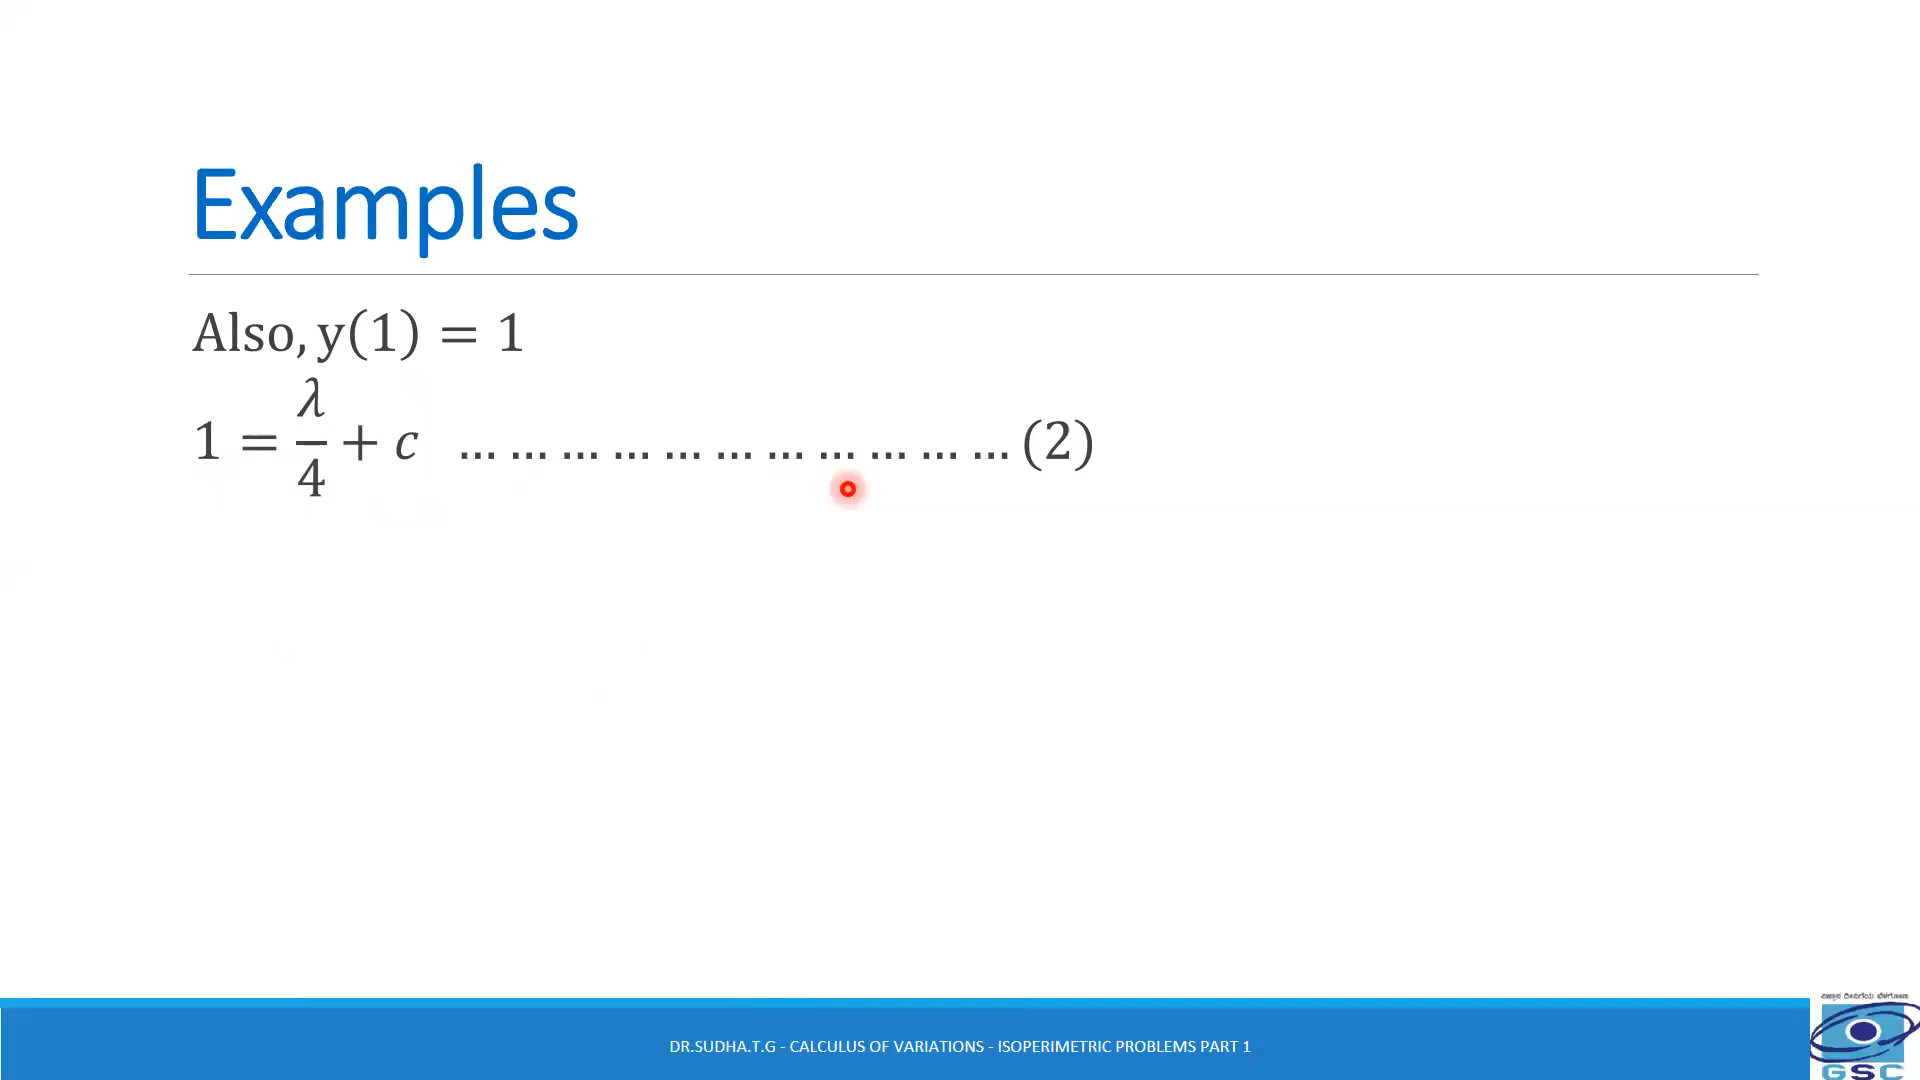 Examples
Also, y(1) = 1
1 = λ/4 + c … … … … … … … … … … … (2)
DR.SUDHA.T.G - CALCULUS OF VARIATIONS - ISOPERIMETRIC PROBLEMS PART 1
GSC